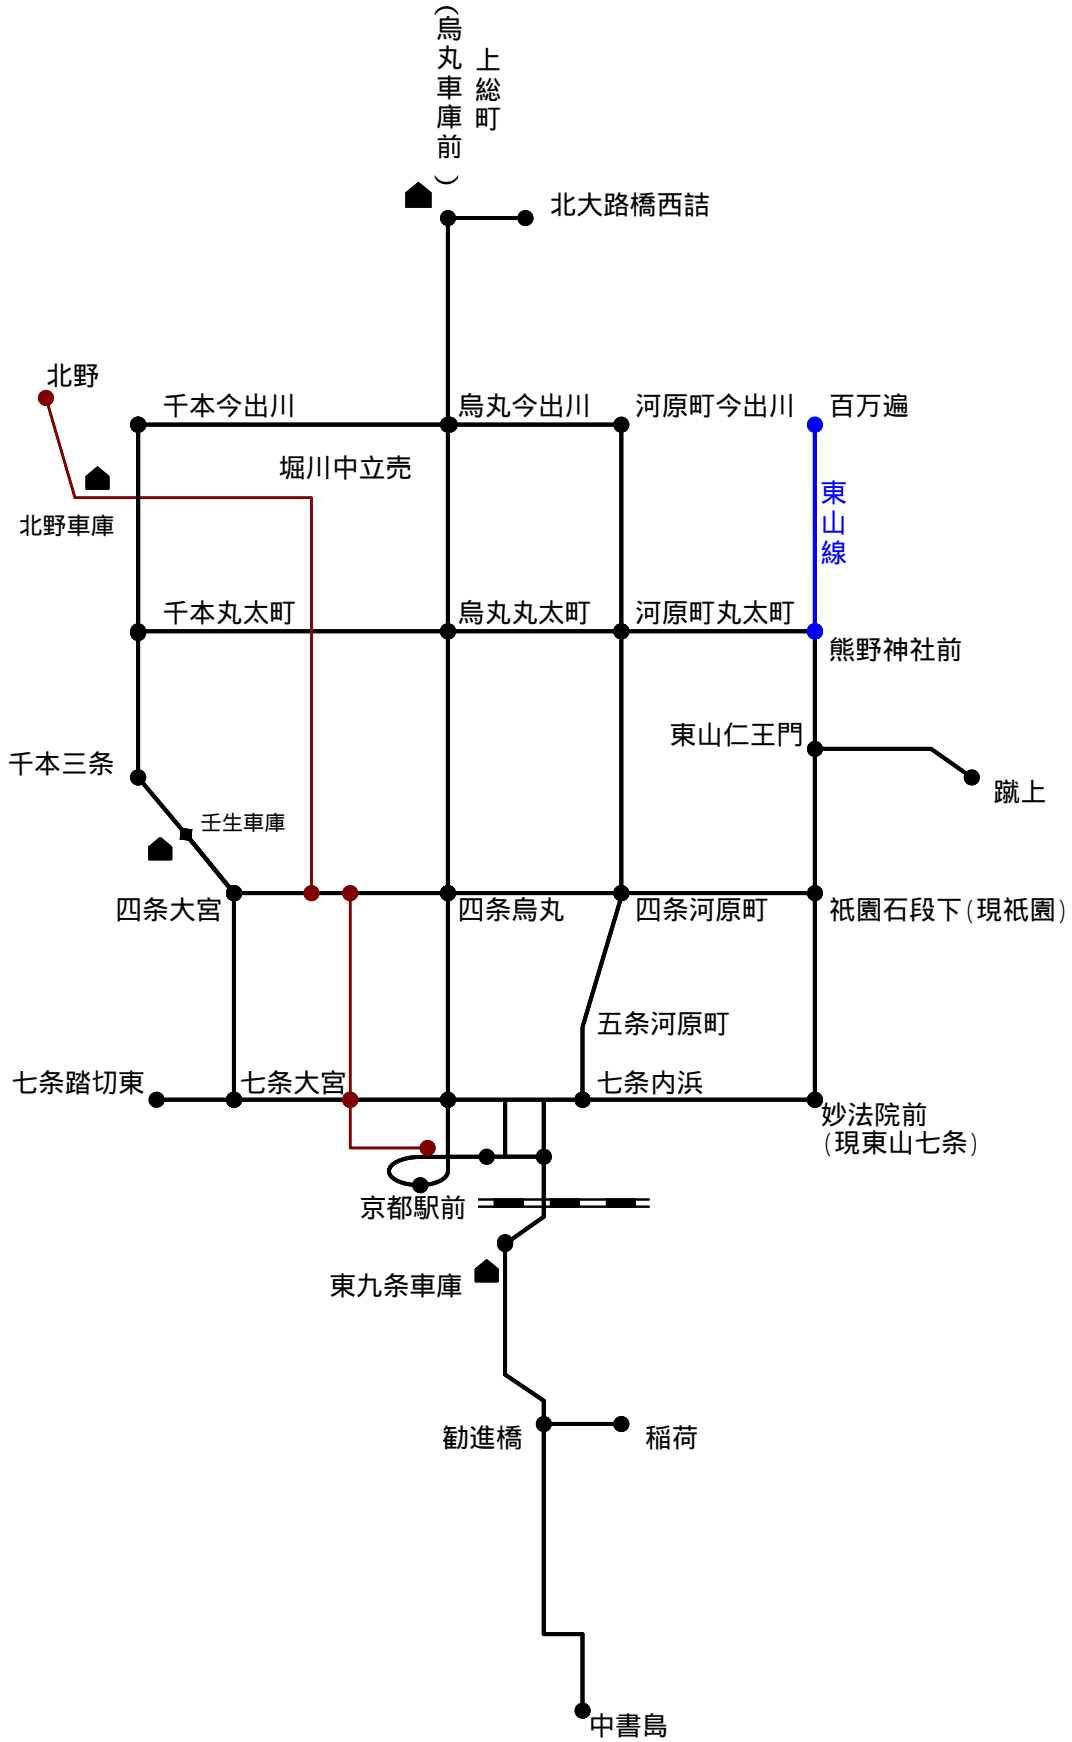 上総町
(烏丸車庫前)
北大路橋西詰
北野
千本今出川
烏丸今出川
河原町今出川
百万遍
堀川中立売
東山線
北野車庫
千本丸太町
烏丸丸太町
河原町丸太町
熊野神社前
東山仁王門
千本三条
蹴上
壬生車庫
四条大宮
四条烏丸
四条河原町
祇園石段下(現祇園)
五条河原町
七条踏切東
七条大宮
七条内浜
妙法院前
(現東山七条)
京都駅前
東九条車庫
勧進橋
稲荷
中書島